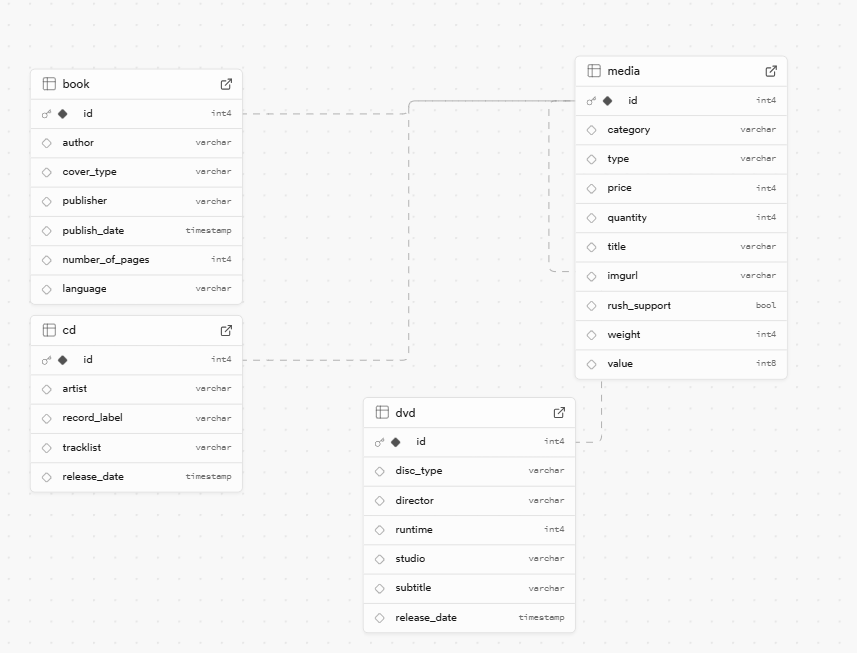 book
id int4
author varchar
cover_type varchar
publisher varchar
publish_date timestamp
number_of_pages int4
language varchar
cd
id int4
artist varchar
record_label varchar
tracklist varchar
release_date timestamp
dvd
id int4
disc_type varchar
director varchar
runtime int4
studio varchar
subtitle varchar
release_date timestamp
media
id int4
category varchar
type varchar
price int4
quantity int4
title varchar
imgurl varchar
rush_support bool
weight int4
value int8